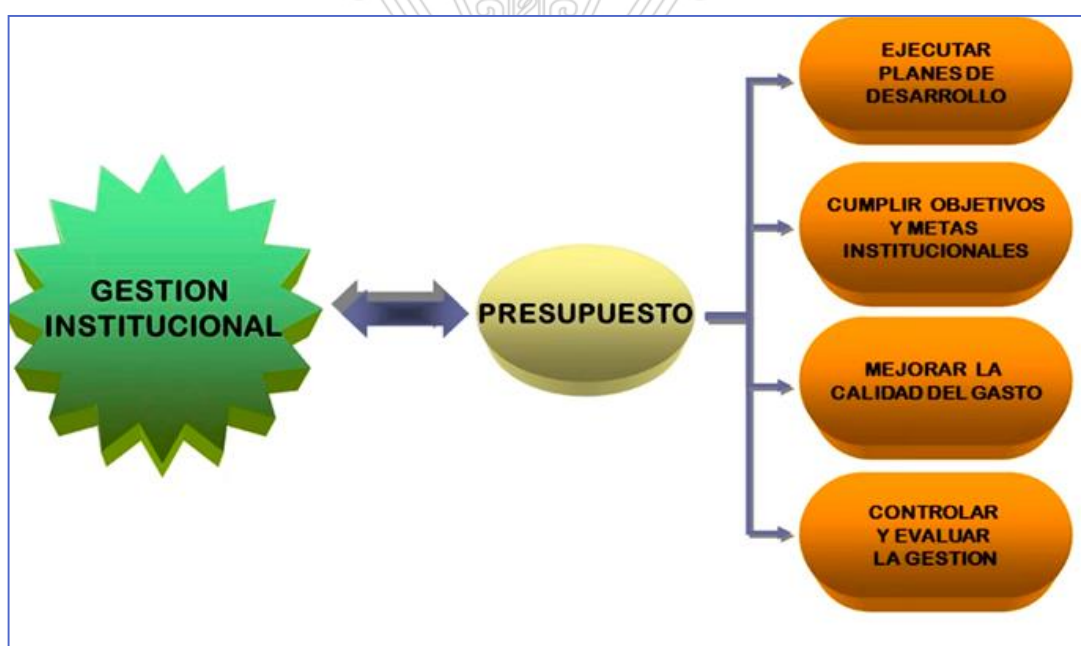 GESTION
INSTITUCIONAL
PRESUPUESTO
EJECUTAR
PLANES DE
DESARROLLO
CUMPLIR OBJETIVOS
Y METAS
INSTITUCIONALES
MEJORAR LA
CALIDAD DEL GASTO
CONTROLAR
Y EVALUAR
LA GESTION